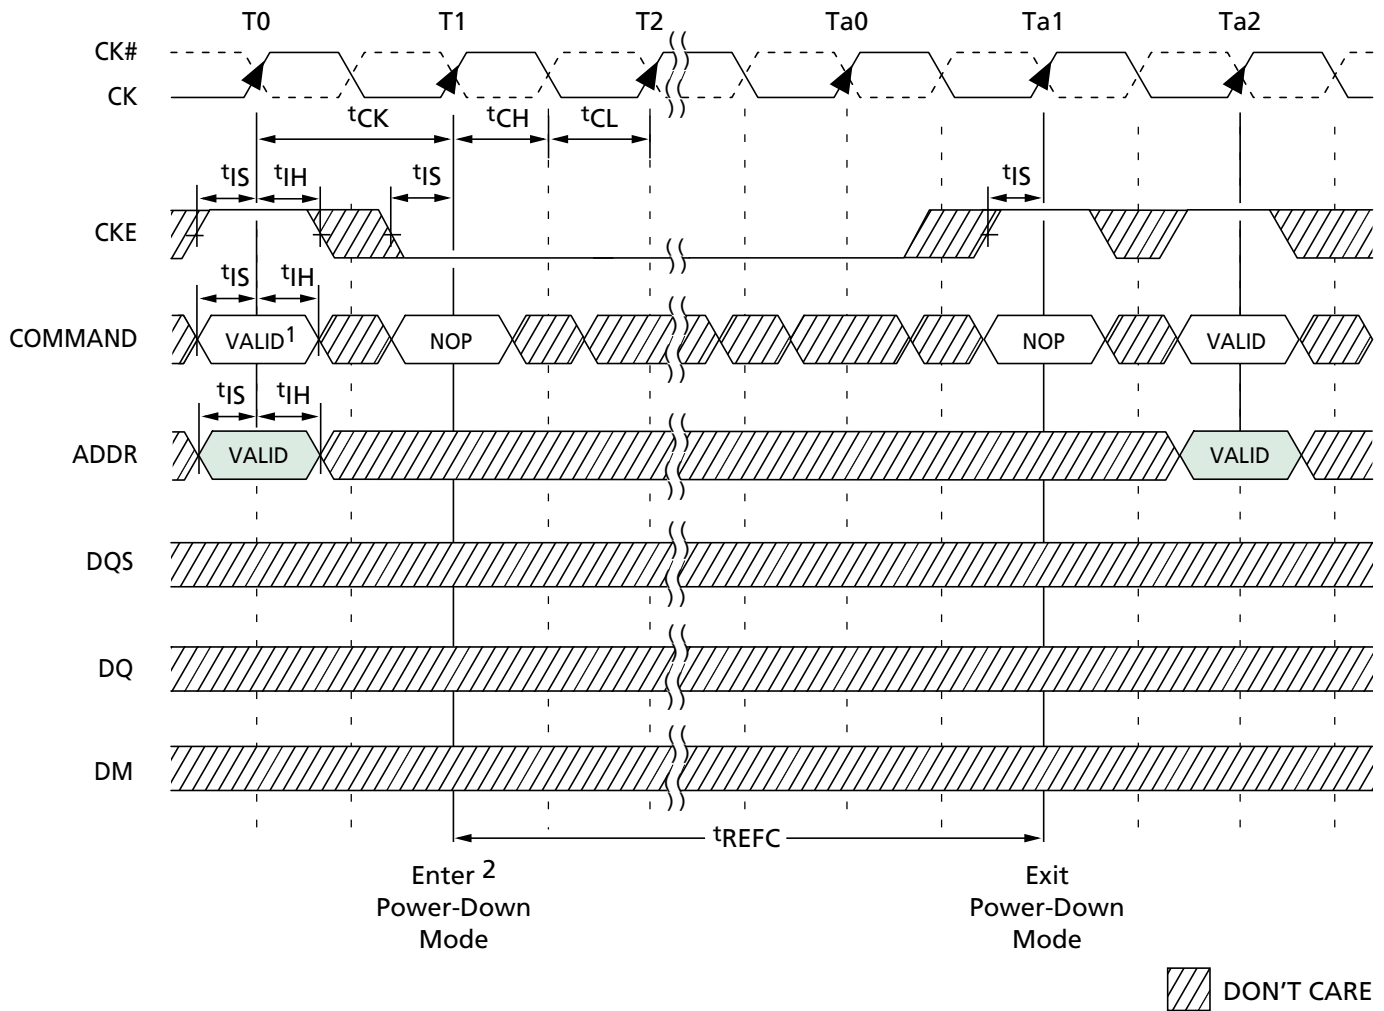 T0 T1 T2 Ta0 Ta1 Ta2
CK#
CK
tCK tCH tCL
tIS tIH tIS tIS
CKE
tIS tIH
COMMAND VALID1 NOP NOP VALID
tIS tIH
ADDR VALID VALID
DQS
DQ
DM
tREFC
Enter 2
Power-Down
Mode
Exit
Power-Down
Mode
DON'T CARE